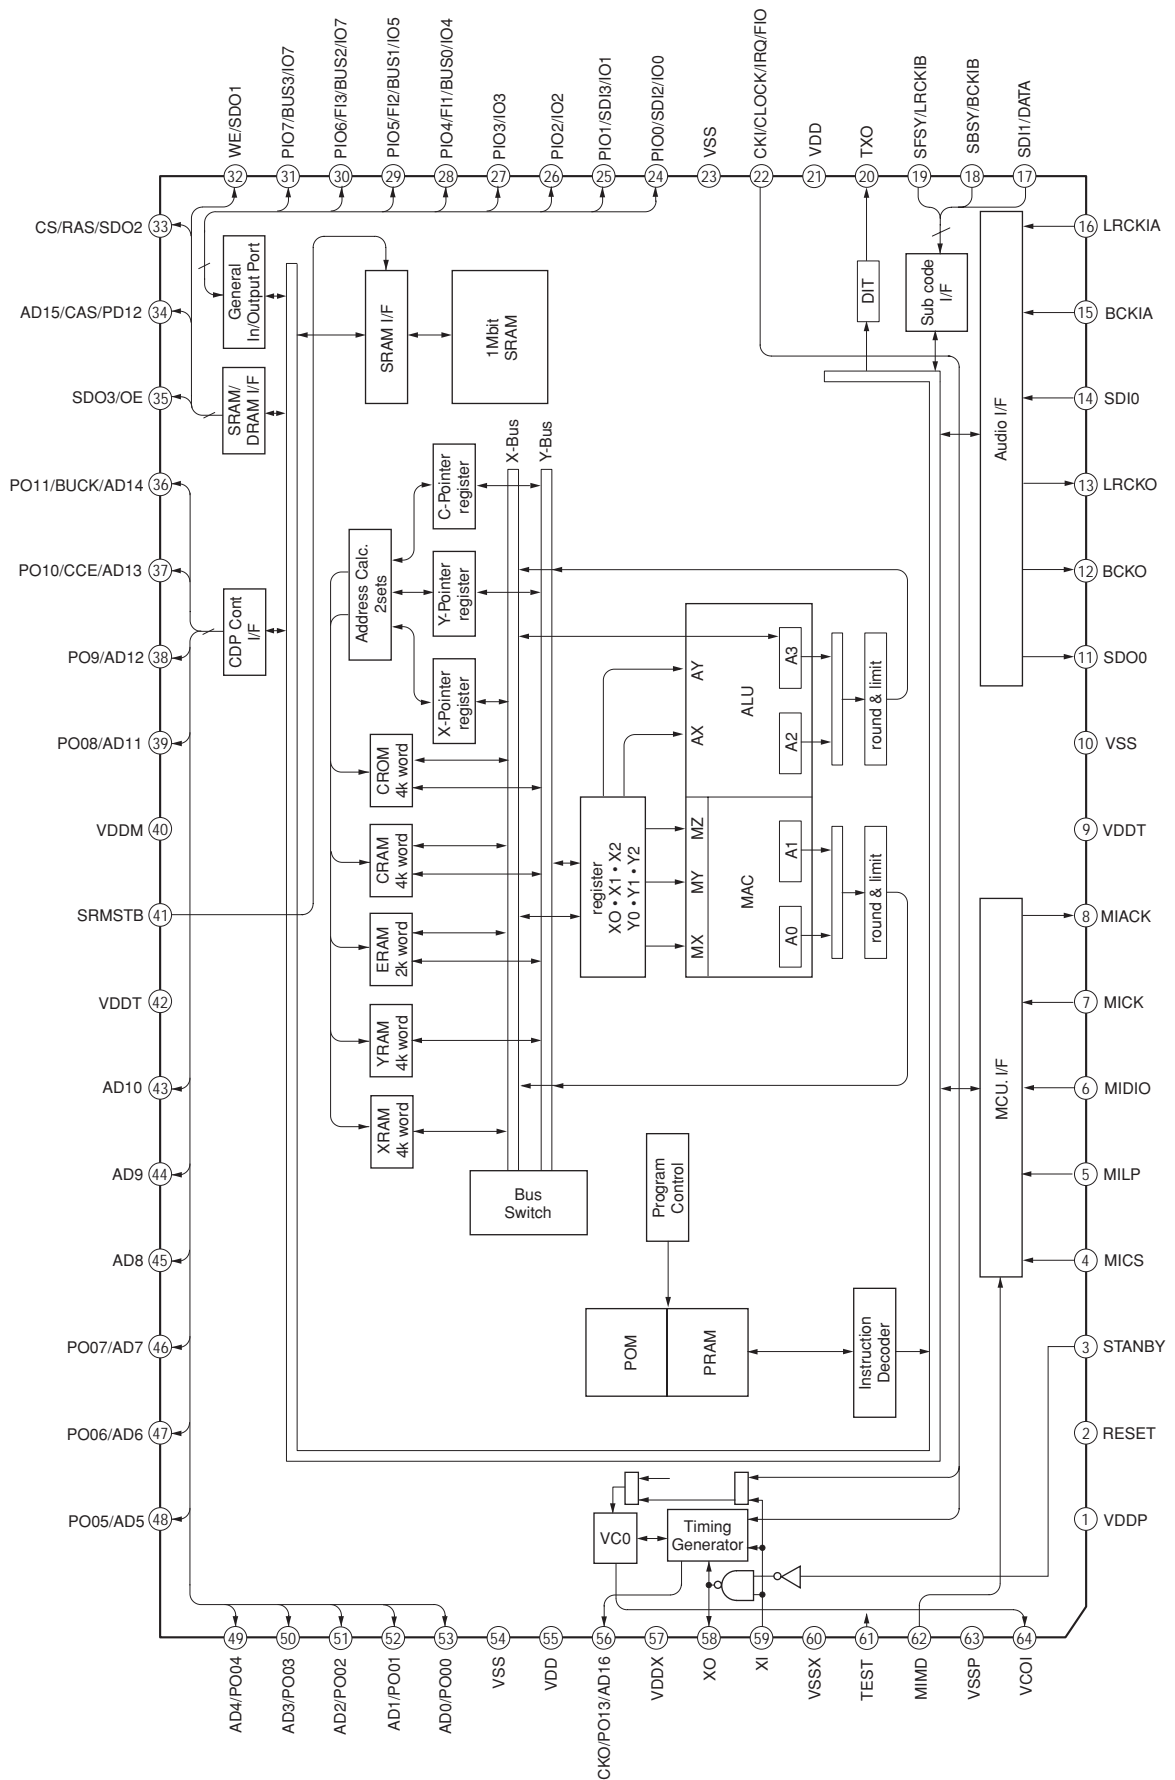 WE/SDO1
PIO7/BUS3/IO7
PIO6/FI3/BUS2/IO7
PIO5/FI2/BUS1/IO5
PIO4/FI1/BUS0/IO4
PIO3/IO3
PIO2/IO2
PIO1/SDI3/IO1
PIO0/SDI2/IO0
VSS
CKI/CLOCK/IRQ/FIO
VDD
TXO
SFSY/LRCKIB
SBSY/BCKIB
SDI1/DATA
32
31
30
29
28
27
26
25
24
23
22
21
20
19
18
17
CS/RAS/SDO2 33
AD15/CAS/PD12 34
SDO3/OE 35
PO11/BUCK/AD14 36
PO10/CCE/AD13 37
PO9/AD12 38
PO08/AD11 39
VDDM 40
SRMSTB 41
VDDT 42
AD10 43
AD9 44
AD8 45
PO07/AD7 46
PO06/AD6 47
PO05/AD5 48
General
In/Output Port
SRAM/
DRAM I/F
CDP Cont
I/F
SRAM I/F
1Mbit
SRAM
DIT
Sub code
I/F
Audio I/F
X-Bus
Y-Bus
C-Pointer
register
Address Calc.
2sets
Y-Pointer
register
X-Pointer
register
CROM
4k word
CRAM
4k word
ERAM
2k word
YRAM
4k word
XRAM
4k word
Bus
Switch
register
XO • X1 • X2
Y0 • Y1 • Y2
AY
AX
ALU
A3
A2
round & limit
MZ
MY
MX
MAC
A1
A0
round & limit
Program
Control
POM
PRAM
Instruction
Decoder
MCU. I/F
VC0
Timing
Generator
16 LRCKIA
15 BCKIA
14 SDI0
13 LRCKO
12 BCKO
11 SDO0
10 VSS
9 VDDT
8 MIACK
7 MICK
6 MIDIO
5 MILP
4 MICS
3 STANBY
2 RESET
1 VDDP
49
50
51
52
53
54
55
56
57
58
59
60
61
62
63
64
AD4/PO04
AD3/PO03
AD2/PO02
AD1/PO01
AD0/PO00
VSS
VDD
CKO/PO13/AD16
VDDX
XO
XI
VSSX
TEST
MIMD
VSSP
VCOI